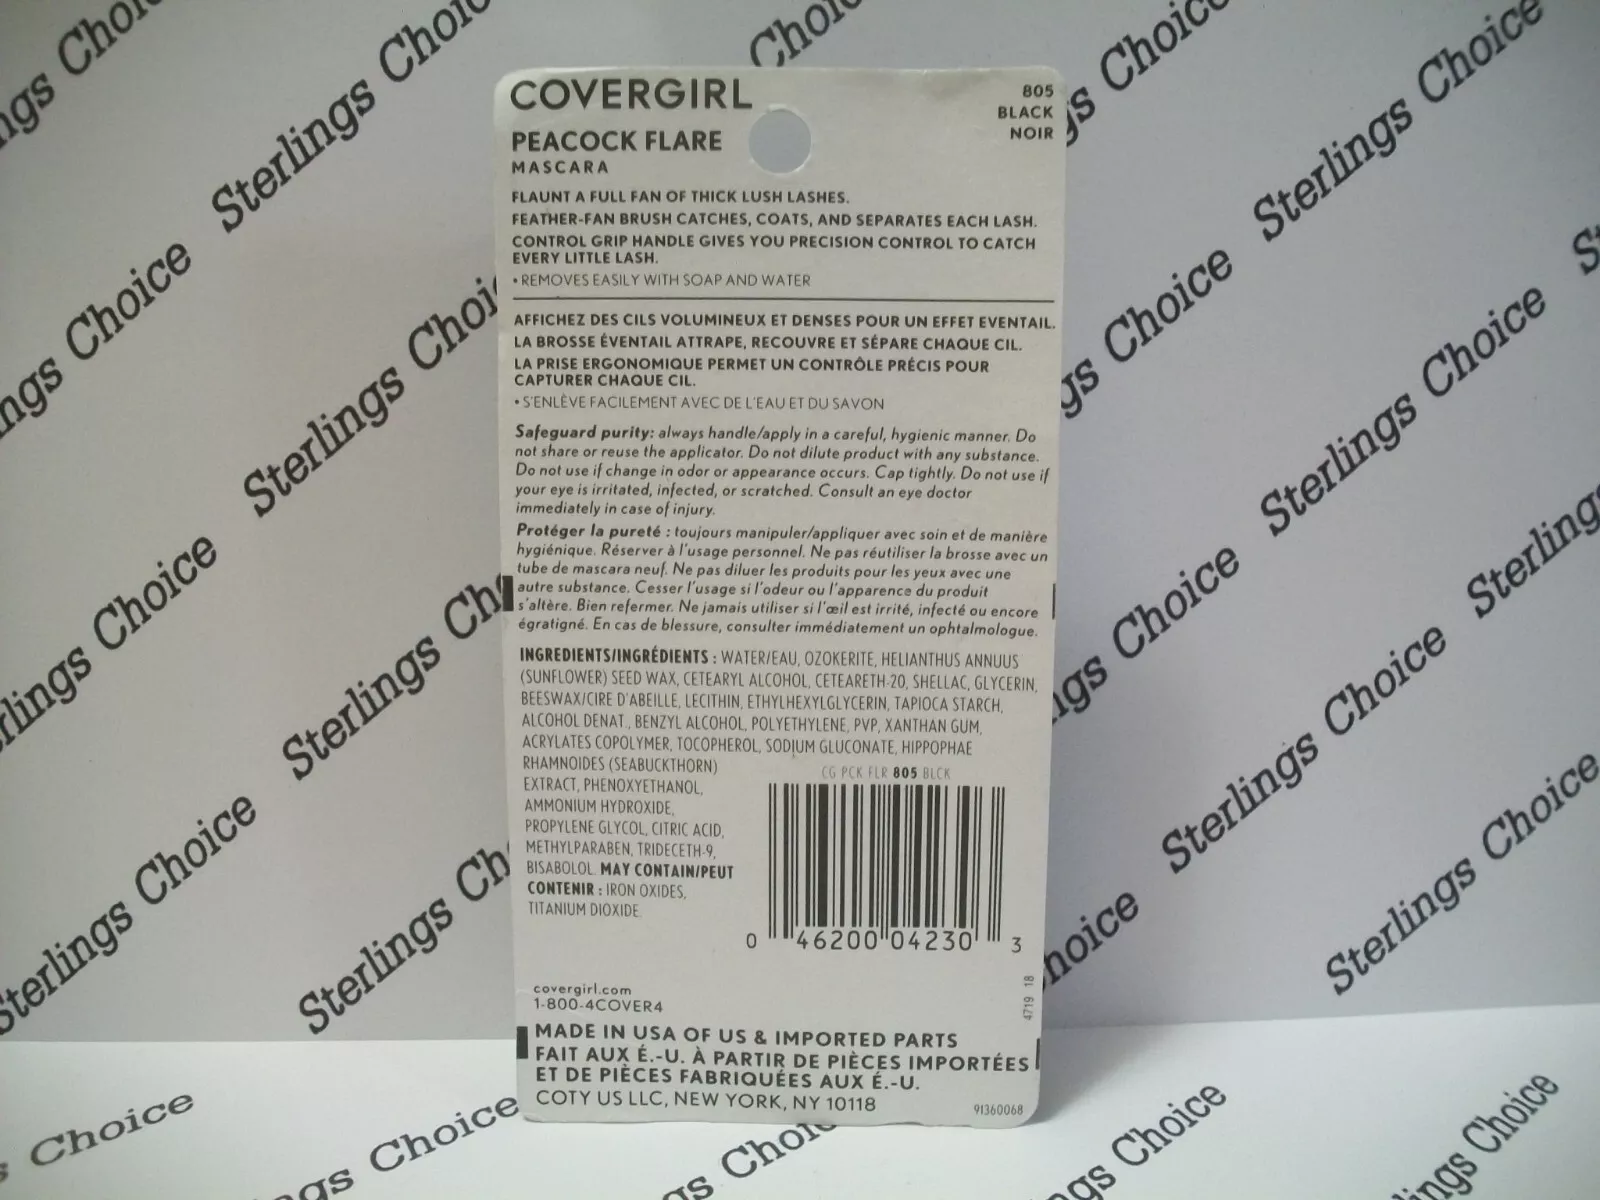 COVERGIRL
805
BLACK
NOIR
PEACOCK FLARE
MASCARA
FLAUNT A FULL FAN OF THICK LUSH LASHES.
FEATHER-FAN BRUSH CATCHES, COATS, AND SEPARATES EACH LASH.
CONTROL GRIP HANDLE GIVES YOU PRECISION CONTROL TO CATCH
EVERY LITTLE LASH.
• REMOVES EASILY WITH SOAP AND WATER
AFFICHEZ DES CILS VOLUMINEUX ET DENSES POUR UN EFFET EVENTAIL.
LA BROSSE ÉVENTAIL ATTRAPE, RECOUVRE ET SÉPARE CHAQUE CIL.
LA PRISE ERGONOMIQUE PERMET UN CONTRÔLE PRÉCIS POUR
CAPTURER CHAQUE CIL.
• S'ENLÈVE FACILEMENT AVEC DE L'EAU ET DU SAVON
Safeguard purity: always handle/apply in a careful, hygienic manner. Do
not share or reuse the applicator. Do not dilute product with any substance.
Do not use if change in odor or appearance occurs. Cap tightly. Do not use if
your eye is irritated, infected, or scratched. Consult an eye doctor
immediately in case of injury.
Protéger la pureté : toujours manipuler/appliquer avec soin et de manière
hygiénique. Réserver à l'usage personnel. Ne pas réutiliser la brosse avec un
tube de mascara neuf. Ne pas diluer les produits pour les yeux avec une
autre substance. Cesser l'usage si l'odeur ou l'apparence du produit
s'altère. Bien refermer. Ne jamais utiliser si l'œil est irrité, infecté ou encore
égratigné. En cas de blessure, consulter immédiatement un ophtalmologue.
INGREDIENTS/INGRÉDIENTS : WATER/EAU, OZOKERITE, HELIANTHUS ANNUUS
(SUNFLOWER) SEED WAX, CETEARYL ALCOHOL, CETEARETH-20, SHELLAC, GLYCERIN,
BEESWAX/CIRE D'ABEILLE, LECITHIN, ETHYLHEXYLGLYCERIN, TAPIOCA STARCH,
ALCOHOL DENAT., BENZYL ALCOHOL, POLYETHYLENE, PVP, XANTHAN GUM,
ACRYLATES COPOLYMER, TOCOPHEROL, SODIUM GLUCONATE, HIPPOPHAE
RHAMNOIDES (SEABUCKTHORN)
EXTRACT, PHENOXYETHANOL,
AMMONIUM HYDROXIDE,
PROPYLENE GLYCOL, CITRIC ACID,
METHYLPARABEN, TRIDECETH-9,
BISABOLOL. MAY CONTAIN/PEUT
CONTENIR : IRON OXIDES,
TITANIUM DIOXIDE.
CG PCK FLR 805 BLCK
0 46200 04230 3
4719 18
covergirl.com
1-800-4COVER4
MADE IN USA OF US & IMPORTED PARTS
FAIT AUX É.-U. À PARTIR DE PIÈCES IMPORTÉES
ET DE PIÈCES FABRIQUÉES AUX É.-U.
COTY US LLC, NEW YORK, NY 10118
91360068
Sterlings Choice
Sterlings Choice
Sterlings Choice
Sterlings Choice
Sterlings Choice
Sterlings Choice
Sterlings Choice
Sterlings Choice
Sterlings Choice